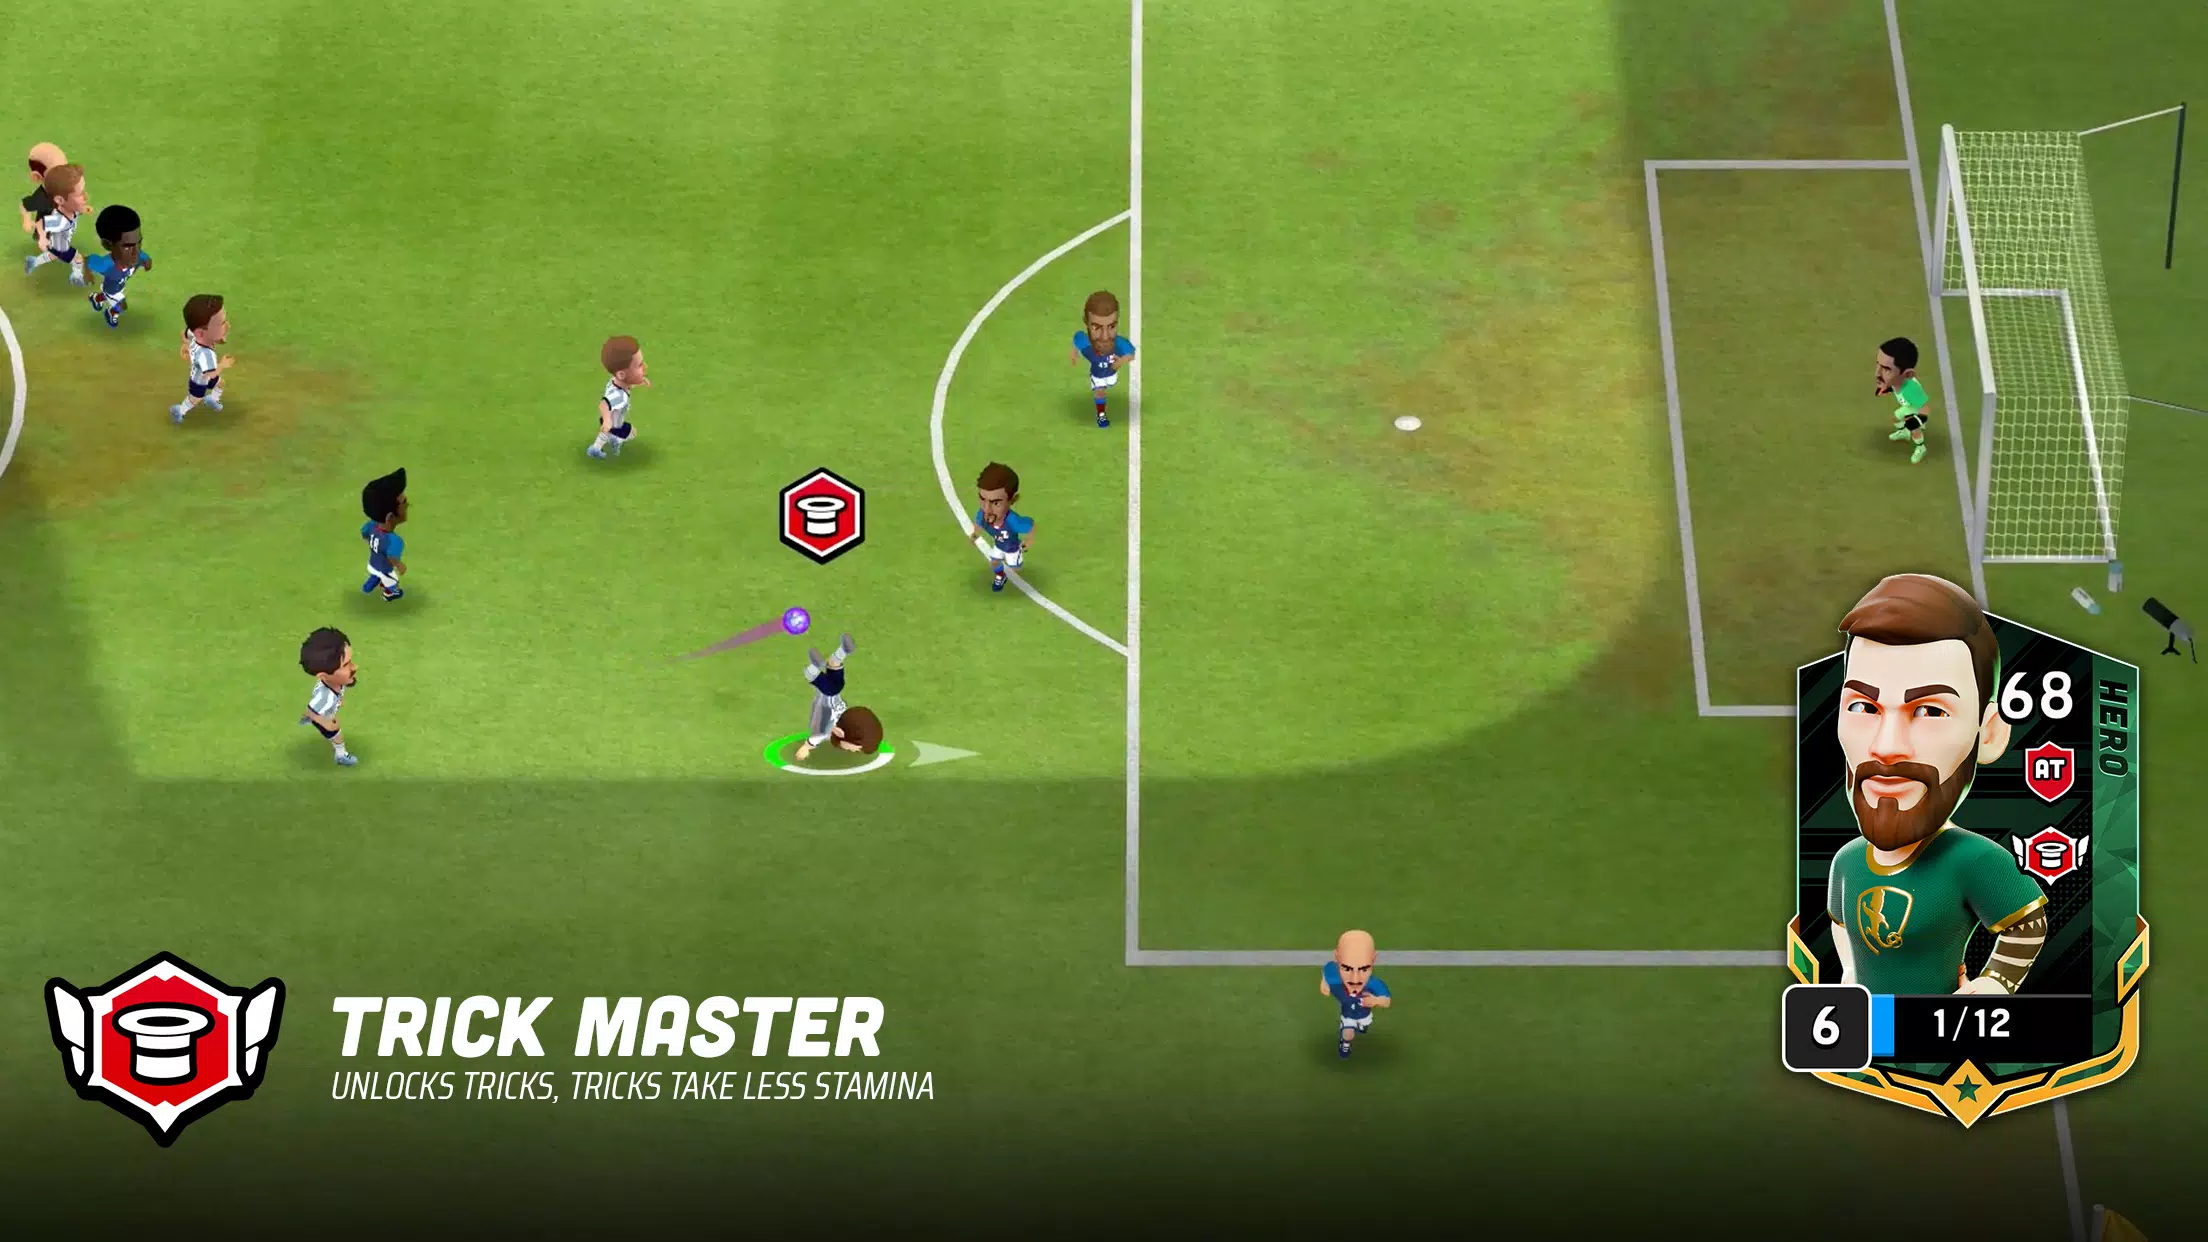 68
HERO
AT
6
1/12
TRICK MASTER
UNLOCKS TRICKS, TRICKS TAKE LESS STAMINA